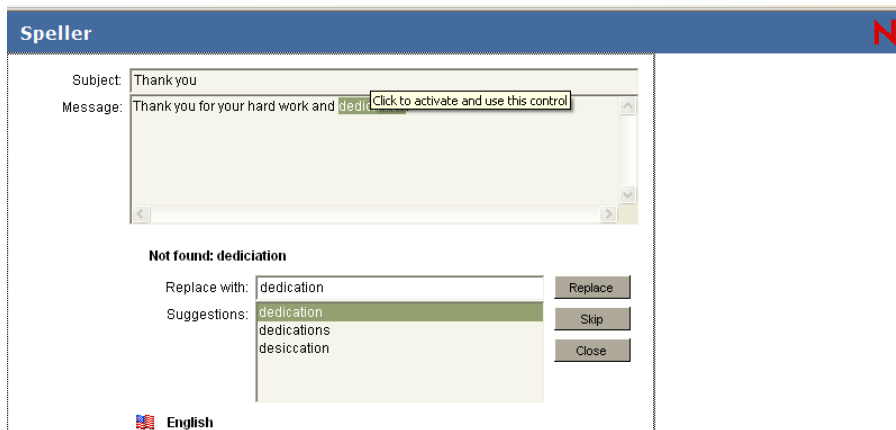 Speller
N
Subject: Thank you
Click to activate and use this control
Message: Thank you for your hard work and
Not found: dediciation
Replace with: dedication Replace
Suggestions: dedication
Skip
dedications
desiccation
Close
English